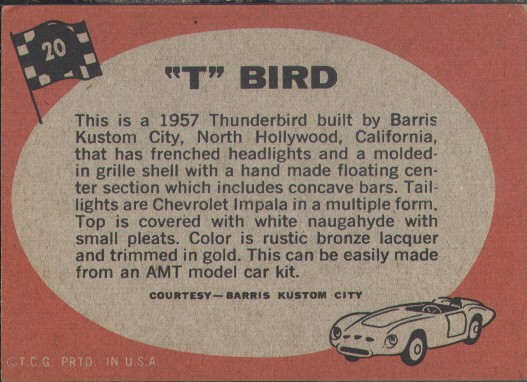 20
"T" BIRD
This is a 1957 Thunderbird built by Barris
Kustom City, North Hollywood, California,
that has frenched headlights and a molded-
in grille shell with a hand made floating cen-
ter section which includes concave bars. Tail-
lights are Chevrolet Impala in a multiple form.
Top is covered with white naugahyde with
small pleats. Color is rustic bronze lacquer
and trimmed in gold. This can be easily made
from an AMT model car kit.
COURTESY—BARRIS KUSTOM CITY
©T.C.G. PRTD. IN U.S.A.